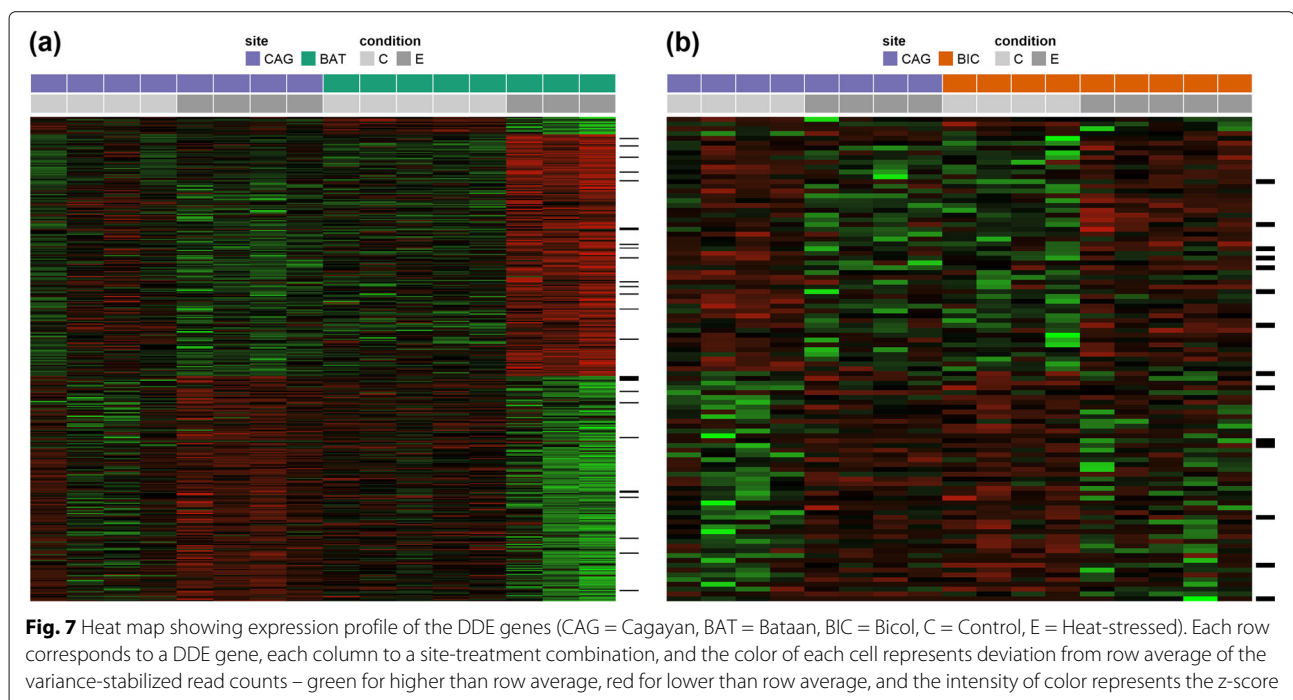 (a)
site condition
CAG BAT C E
(b)
site condition
CAG BIC C E
Fig. 7 Heat map showing expression profile of the DDE genes (CAG = Cagayan, BAT = Bataan, BIC = Bicol, C = Control, E = Heat-stressed). Each row
corresponds to a DDE gene, each column to a site-treatment combination, and the color of each cell represents deviation from row average of the
variance-stabilized read counts – green for higher than row average, red for lower than row average, and the intensity of color represents the z-score